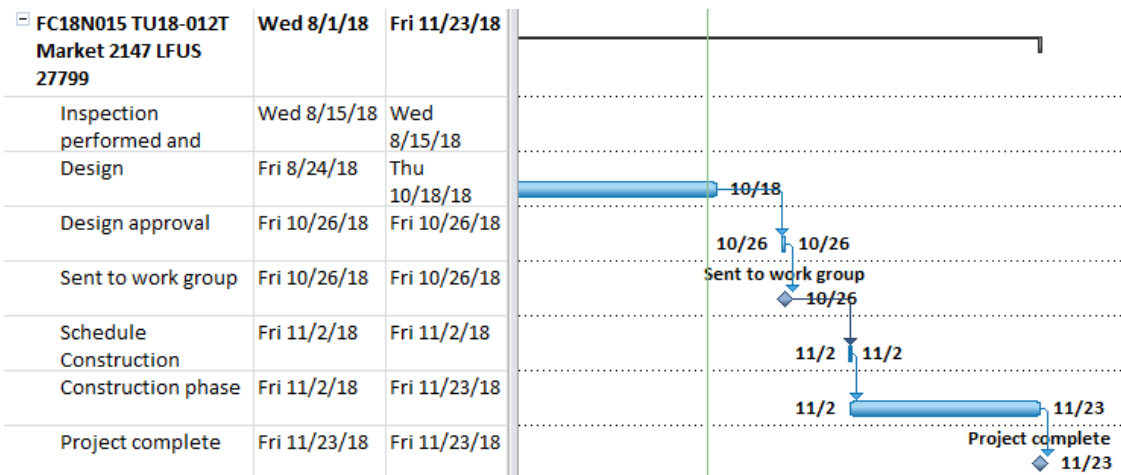 FC18N015 TU18-012T Wed 8/1/18 Fri 11/23/18
Market 2147 LFUS
27799
Inspection Wed 8/15/18 Wed
performed and 8/15/18
Design Fri 8/24/18 Thu
10/18/18
10/18
Design approval Fri 10/26/18 Fri 10/26/18
10/26 10/26
Sent to work group Fri 10/26/18 Fri 10/26/18
Sent to work group
10/26
Schedule Fri 11/2/18 Fri 11/2/18
Construction
11/2 11/2
Construction phase Fri 11/2/18 Fri 11/23/18
11/2 11/23
Project complete Fri 11/23/18 Fri 11/23/18
Project complete
11/23